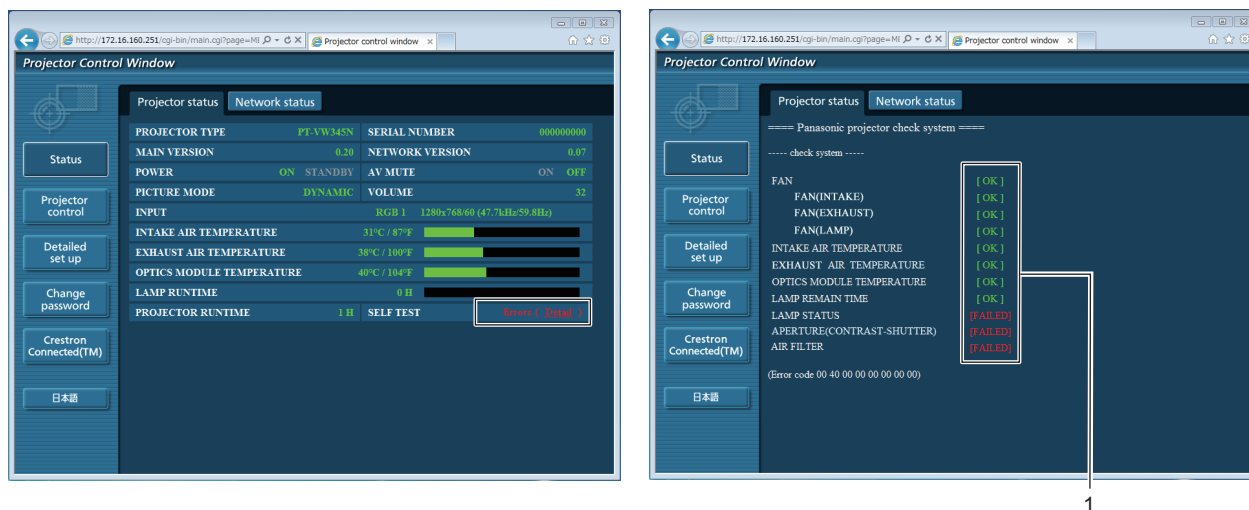 http://172.16.160.251/cgi-bin/main.cgi?page=MI
Projector control window
Projector Control Window
Projector status
Network status
Status
Projector control
Detailed set up
Change password
Crestron Connected(TM)
日本語
PROJECTOR TYPE PT-VW345N SERIAL NUMBER 000000000
MAIN VERSION 0.20 NETWORK VERSION 0.07
POWER ON STANDBY AV MUTE ON OFF
PICTURE MODE DYNAMIC VOLUME 32
INPUT RGB 1 1280x768/60 (47.7kHz/59.8Hz)
INTAKE AIR TEMPERATURE 31°C / 87°F
EXHAUST AIR TEMPERATURE 38°C / 100°F
OPTICS MODULE TEMPERATURE 40°C / 104°F
LAMP RUNTIME 0 H
PROJECTOR RUNTIME 1 H SELF TEST Errors ( Detail )
http://172.16.160.251/cgi-bin/main.cgi?page=MI
Projector control window
Projector Control Window
Projector status
Network status
Status
Projector control
Detailed set up
Change password
Crestron Connected(TM)
日本語
==== Panasonic projector check system ====
----- check system -----
FAN [ OK ]
FAN(INTAKE) [ OK ]
FAN(EXHAUST) [ OK ]
FAN(LAMP) [ OK ]
INTAKE AIR TEMPERATURE [ OK ]
EXHAUST AIR TEMPERATURE [ OK ]
OPTICS MODULE TEMPERATURE [ OK ]
LAMP REMAIN TIME [ OK ]
LAMP STATUS [FAILED]
APERTURE(CONTRAST-SHUTTER) [FAILED]
AIR FILTER [FAILED]
(Error code 00 40 00 00 00 00 00 00)
1